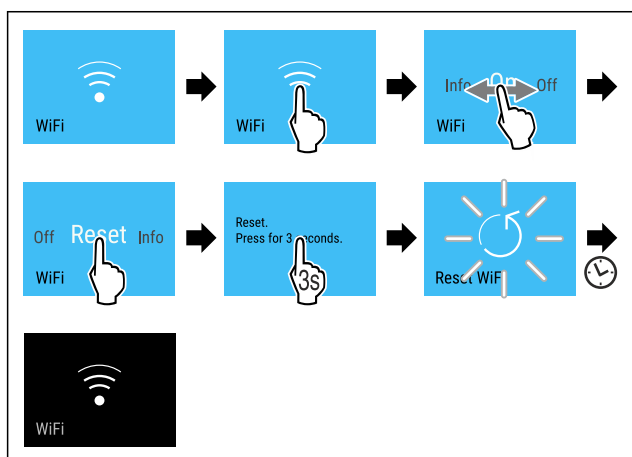 WiFi
WiFi
Info On Off
WiFi
Off Reset Info
WiFi
Reset.
Press for 3 seconds.
3s
Reset WiFi
WiFi